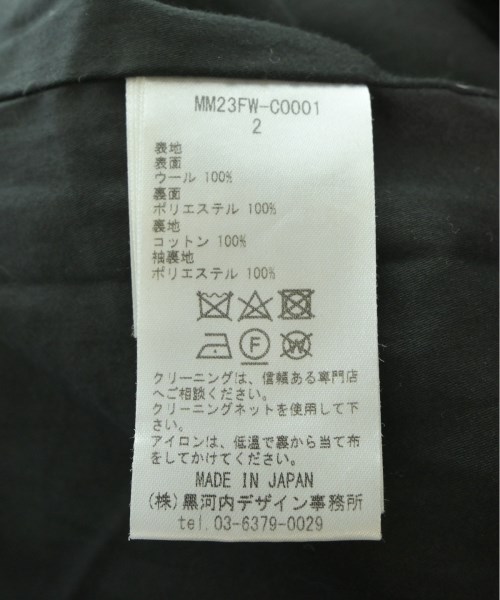 MM23FW-C0001
2
表地
表面
ウール 100%
裏面
ポリエステル 100%
裏地
コットン 100%
袖裏地
ポリエステル 100%
F W
クリーニングは、信頼ある専門店
へご相談ください。
クリーニングネットを使用して下
さい。
アイロンは、低温で裏から当て布
をしてかけてください。
MADE IN JAPAN
(株)黒河内デザイン事務所
tel.03-6379-0029